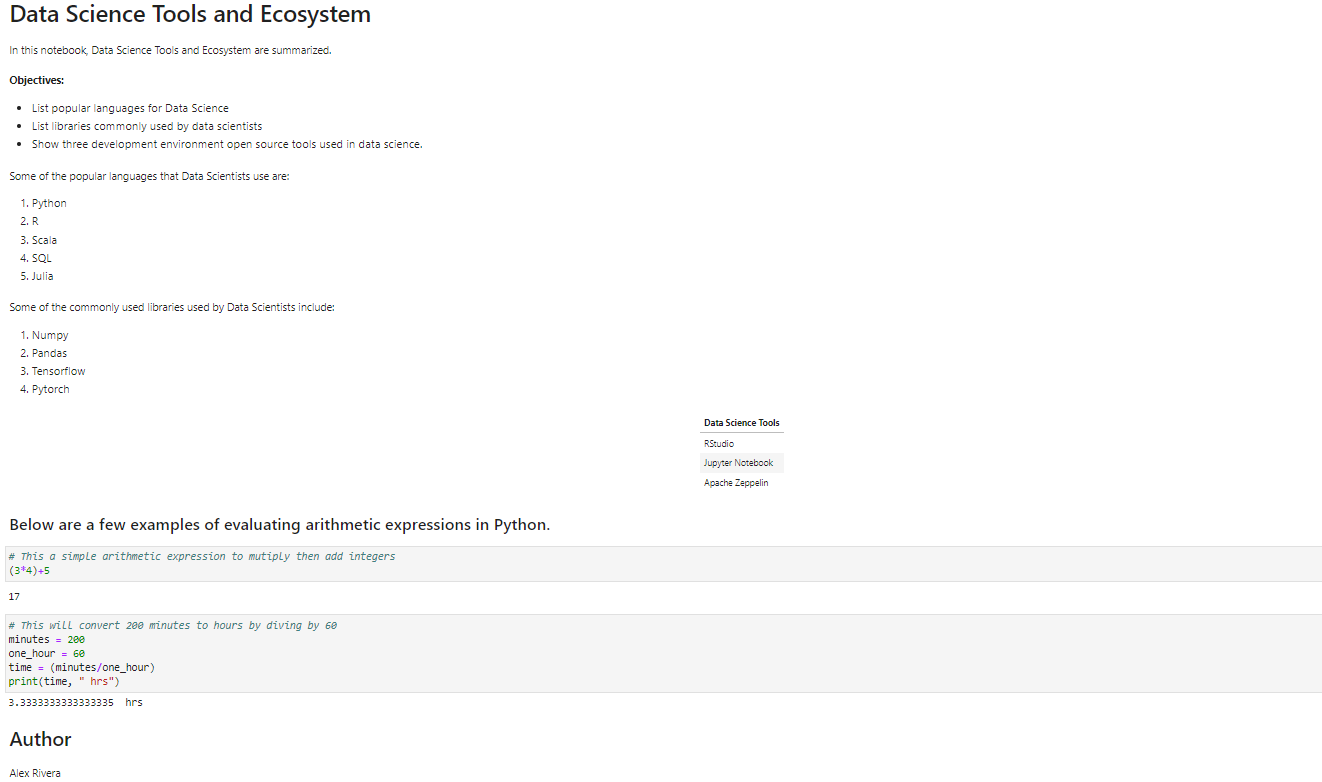 Data Science Tools and Ecosystem
In this notebook, Data Science Tools and Ecosystem are summarized.
Objectives:
• List popular languages for Data Science
• List libraries commonly used by data scientists
• Show three development environment open source tools used in data science.
Some of the popular languages that Data Scientists use are:
1. Python
2. R
3. Scala
4. SQL
5. Julia
Some of the commonly used libraries used by Data Scientists include:
1. Numpy
2. Pandas
3. Tensorflow
4. Pytorch
Data Science Tools
RStudio
Jupyter Notebook
Apache Zeppelin
Below are a few examples of evaluating arithmetic expressions in Python.
# This a simple arithmetic expression to mutiply then add integers
(3*4)+5
17
# This will convert 200 minutes to hours by diving by 60
minutes = 200
one_hour = 60
time = (minutes/one_hour)
print(time, " hrs")
3.3333333333333335  hrs
Author
Alex Rivera